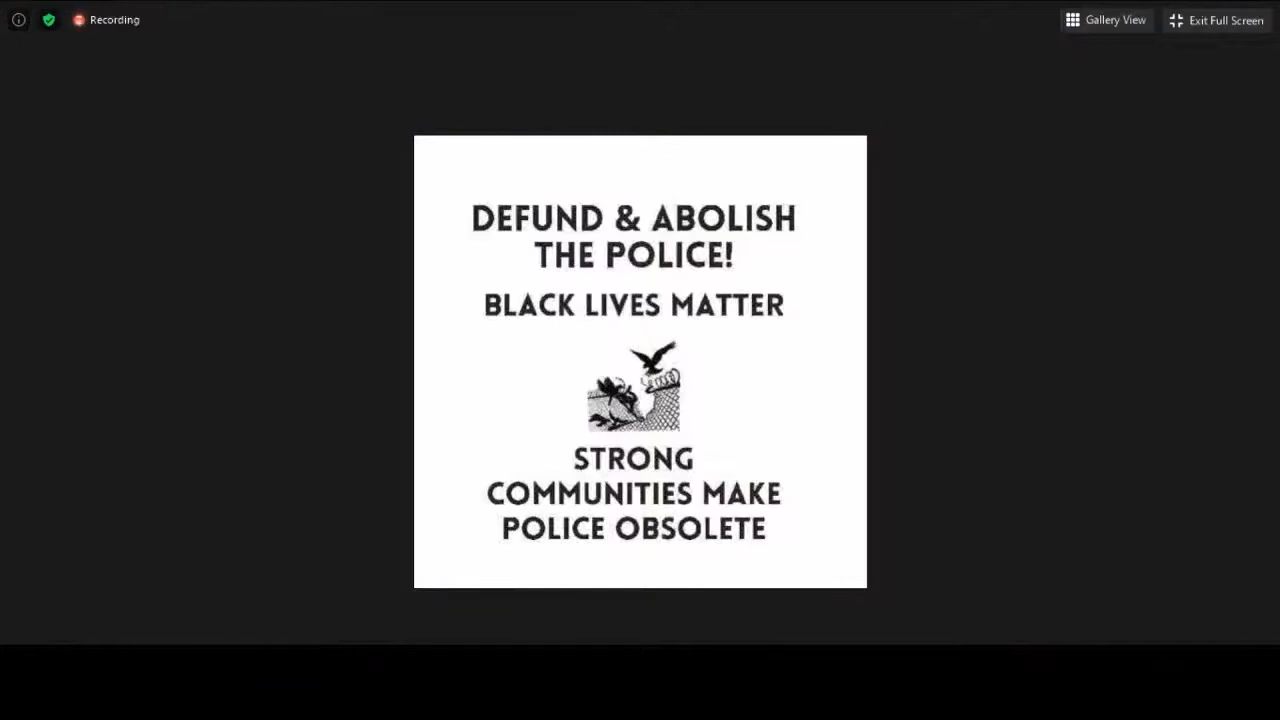 Recording
Gallery View
Exit Full Screen
DEFUND & ABOLISH
THE POLICE!
BLACK LIVES MATTER
STRONG
COMMUNITIES MAKE
POLICE OBSOLETE